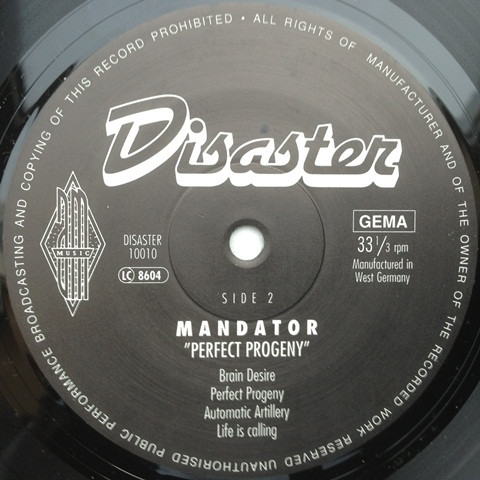 PUBLIC PERFORMANCE BROADCASTING AND COPYING OF THIS RECORD PROHIBITED • ALL RIGHTS OF MANUFACTURER AND OF THE OWNER OF THE RECORDED WORK RESERVED UNAUTHORISED
Disaster
MUSIC
DISASTER
10010
LC 8604
GEMA
33 1/3 rpm
Manufactured in
West Germany
SIDE 2
MANDATOR
"PERFECT PROGENY"
Brain Desire
Perfect Progeny
Automatic Artillery
Life is calling